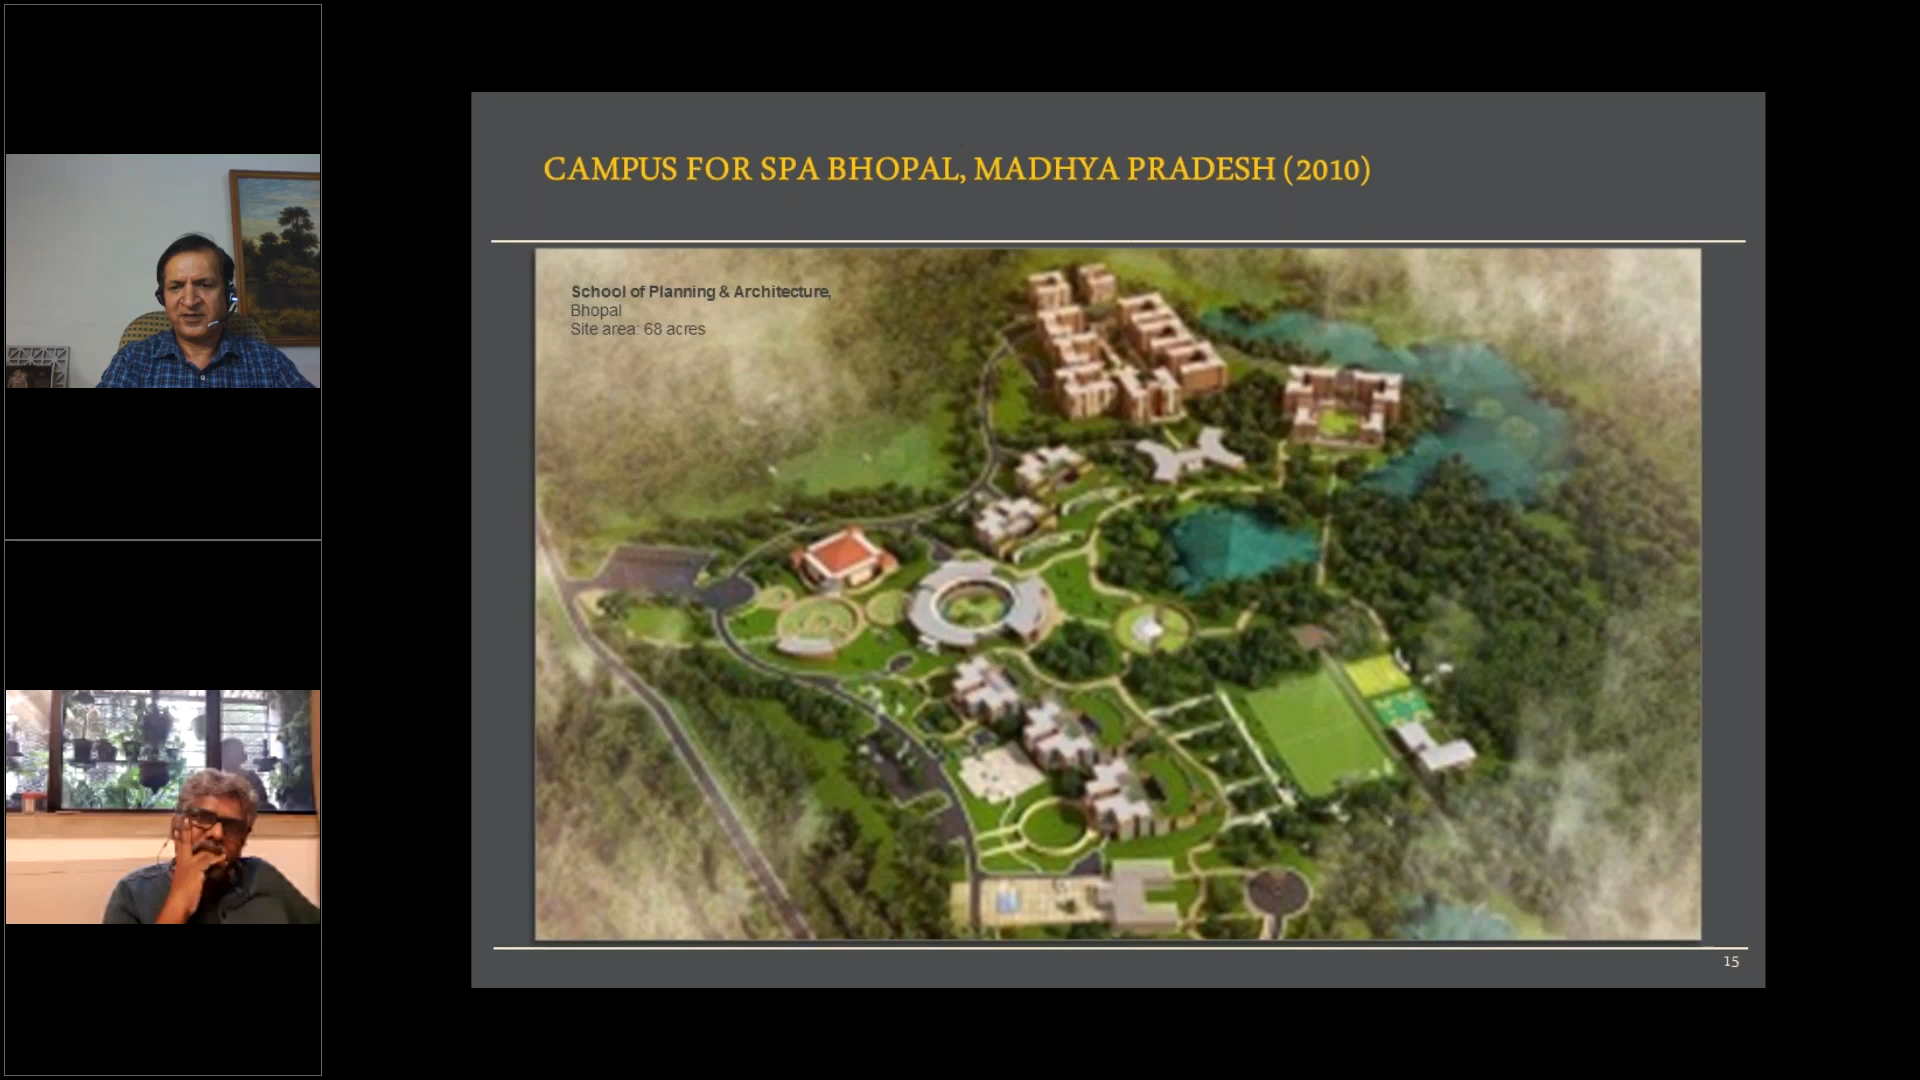 CAMPUS FOR SPA BHOPAL, MADHYA PRADESH (2010)
School of Planning & Architecture,
Bhopal
Site area: 68 acres
15